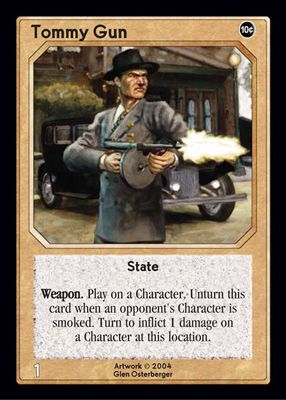 Tommy Gun
10¢
State
Weapon. Play on a Character. Unturn this
card when an opponent's Character is
smoked. Turn to inflict 1 damage on
a Character at this location.
1
Artwork © 2004
Glen Osterberger